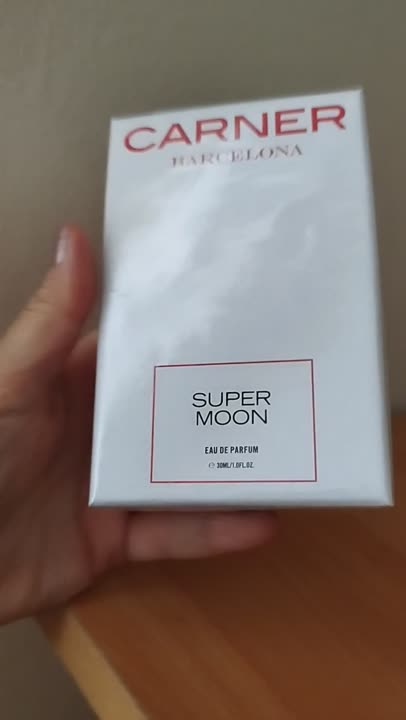 CARNER
BARCELONA
SUPER
MOON
EAU DE PARFUM
℮ 30ML/1.0FL.OZ.